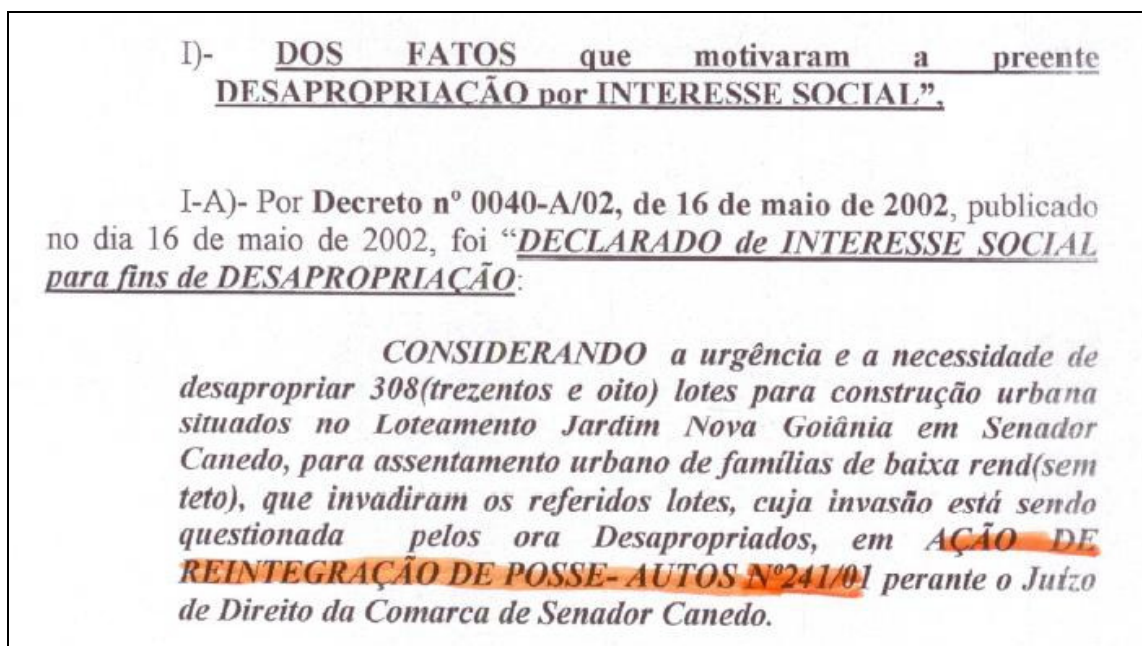 I)- DOS FATOS que motivaram a preente
DESAPROPRIAÇÃO por INTERESSE SOCIAL”,
I-A)- Por Decreto nº 0040-A/02, de 16 de maio de 2002, publicado
no dia 16 de maio de 2002, foi “DECLARADO de INTERESSE SOCIAL
para fins de DESAPROPRIAÇÃO:
CONSIDERANDO a urgência e a necessidade de
desapropriar 308(trezentos e oito) lotes para construção urbana
situados no Loteamento Jardim Nova Goiânia em Senador
Canedo, para assentamento urbano de famílias de baixa rend(sem
teto), que invadiram os referidos lotes, cuja invasão está sendo
questionada pelos ora Desapropriados, em AÇÃO DE
REINTEGRAÇÃO DE POSSE- AUTOS Nº241/01 perante o Juízo
de Direito da Comarca de Senador Canedo.